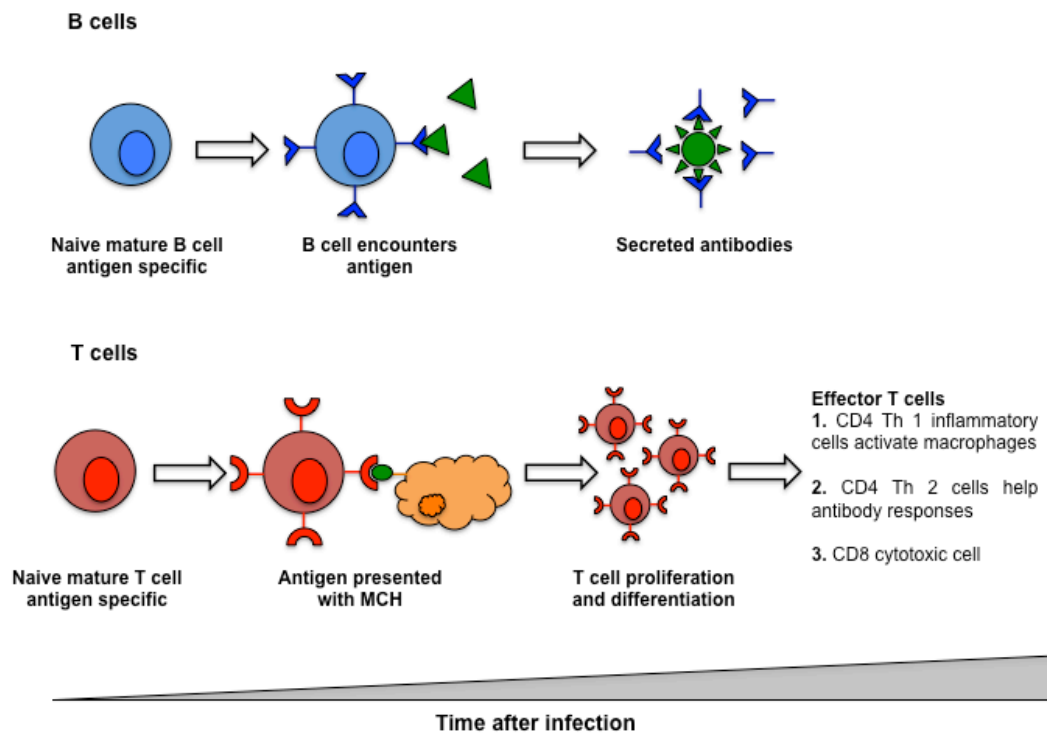 B cells
Naive mature B cell
antigen specific
B cell encounters
antigen
Secreted antibodies
T cells
Naive mature T cell
antigen specific
Antigen presented
with MCH
T cell proliferation
and differentiation
Effector T cells
1. CD4 Th 1 inflammatory
cells activate macrophages
2. CD4 Th 2 cells help
antibody responses
3. CD8 cytotoxic cell
Time after infection